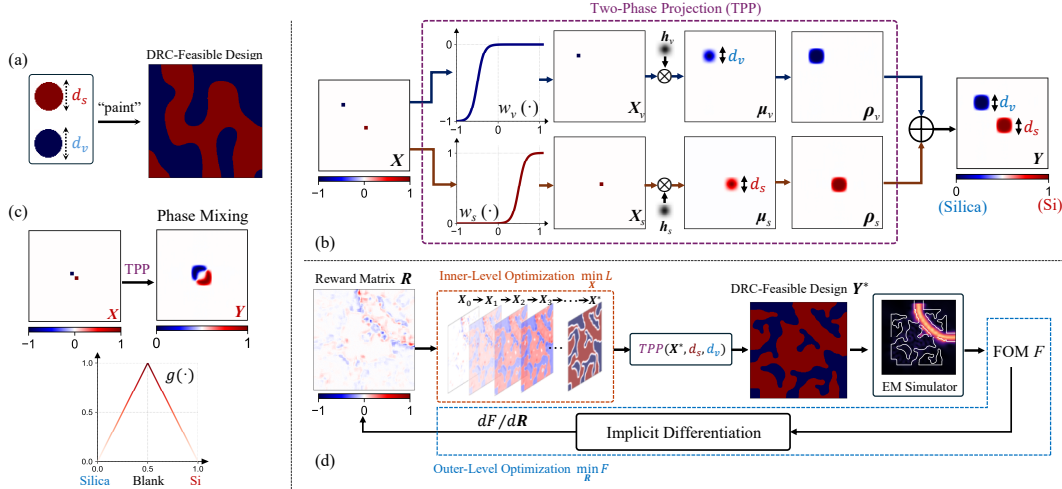 (a)
DRC-Feasible Design
d_s
d_v
"paint"
(c)
Phase Mixing
TPP
X
Y
-1 0 1
0 1
g(·)
1.0
0.5
0.0
0.0 0.5 1.0
Silica Blank Si
Two-Phase Projection (TPP)
X
-1 0 1
0
-1
w_v (·)
-1 0 1
X_v
h_v
⊗
d_v
μ_v
ρ_v
1
0
w_s (·)
-1 0 1
X_s
⊗
h_s
d_s
μ_s
ρ_s
d_v
d_s
Y
0 1
(Silica) (Si)
(b)
Reward Matrix R
-1 0 1
Inner-Level Optimization min_X L
X_0 → X_1 → X_2 → X_3 → ··· → X*
···
TPP(X*, d_s, d_v)
DRC-Feasible Design Y*
EM Simulator
FOM F
dF/dR
Implicit Differentiation
Outer-Level Optimization min_R F
(d)